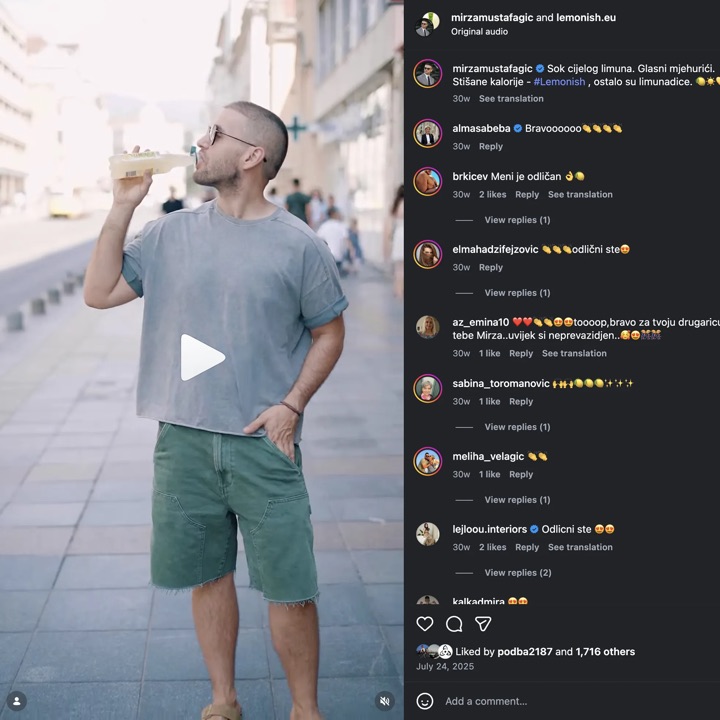 mirzamustafagic and lemonish.eu
Original audio
mirzamustafagic Sok cijelog limuna. Glasni mjehurići.
Stišane kalorije - #Lemonish , ostalo su limunadice. 🍋☀️
30w See translation
almasabeba Bravoooooo👏👏👏👏
30w Reply
brkicev Meni je odličan 👌🍋
30w 2 likes Reply See translation
View replies (1)
elmahadzifejzovic 👏👏👏odlični ste😍
30w Reply
View replies (1)
az_emina10 ❤️❤️👏👏😍😍toooop,bravo za tvoju drugaricu
tebe Mirza..uvijek si neprevazidjen..🥰😍
30w 1 like Reply See translation
sabina_toromanovic 🙌🙌🙌🍋🍋🍋✨✨✨
30w 1 like Reply
View replies (1)
meliha_velagic 👏👏
30w 1 like Reply
View replies (1)
lejloou.interiors Odlicni ste 😍😍
30w 2 likes Reply See translation
View replies (2)
kalkadmira 😍😍
Liked by podba2187 and 1,716 others
July 24, 2025
Add a comment...